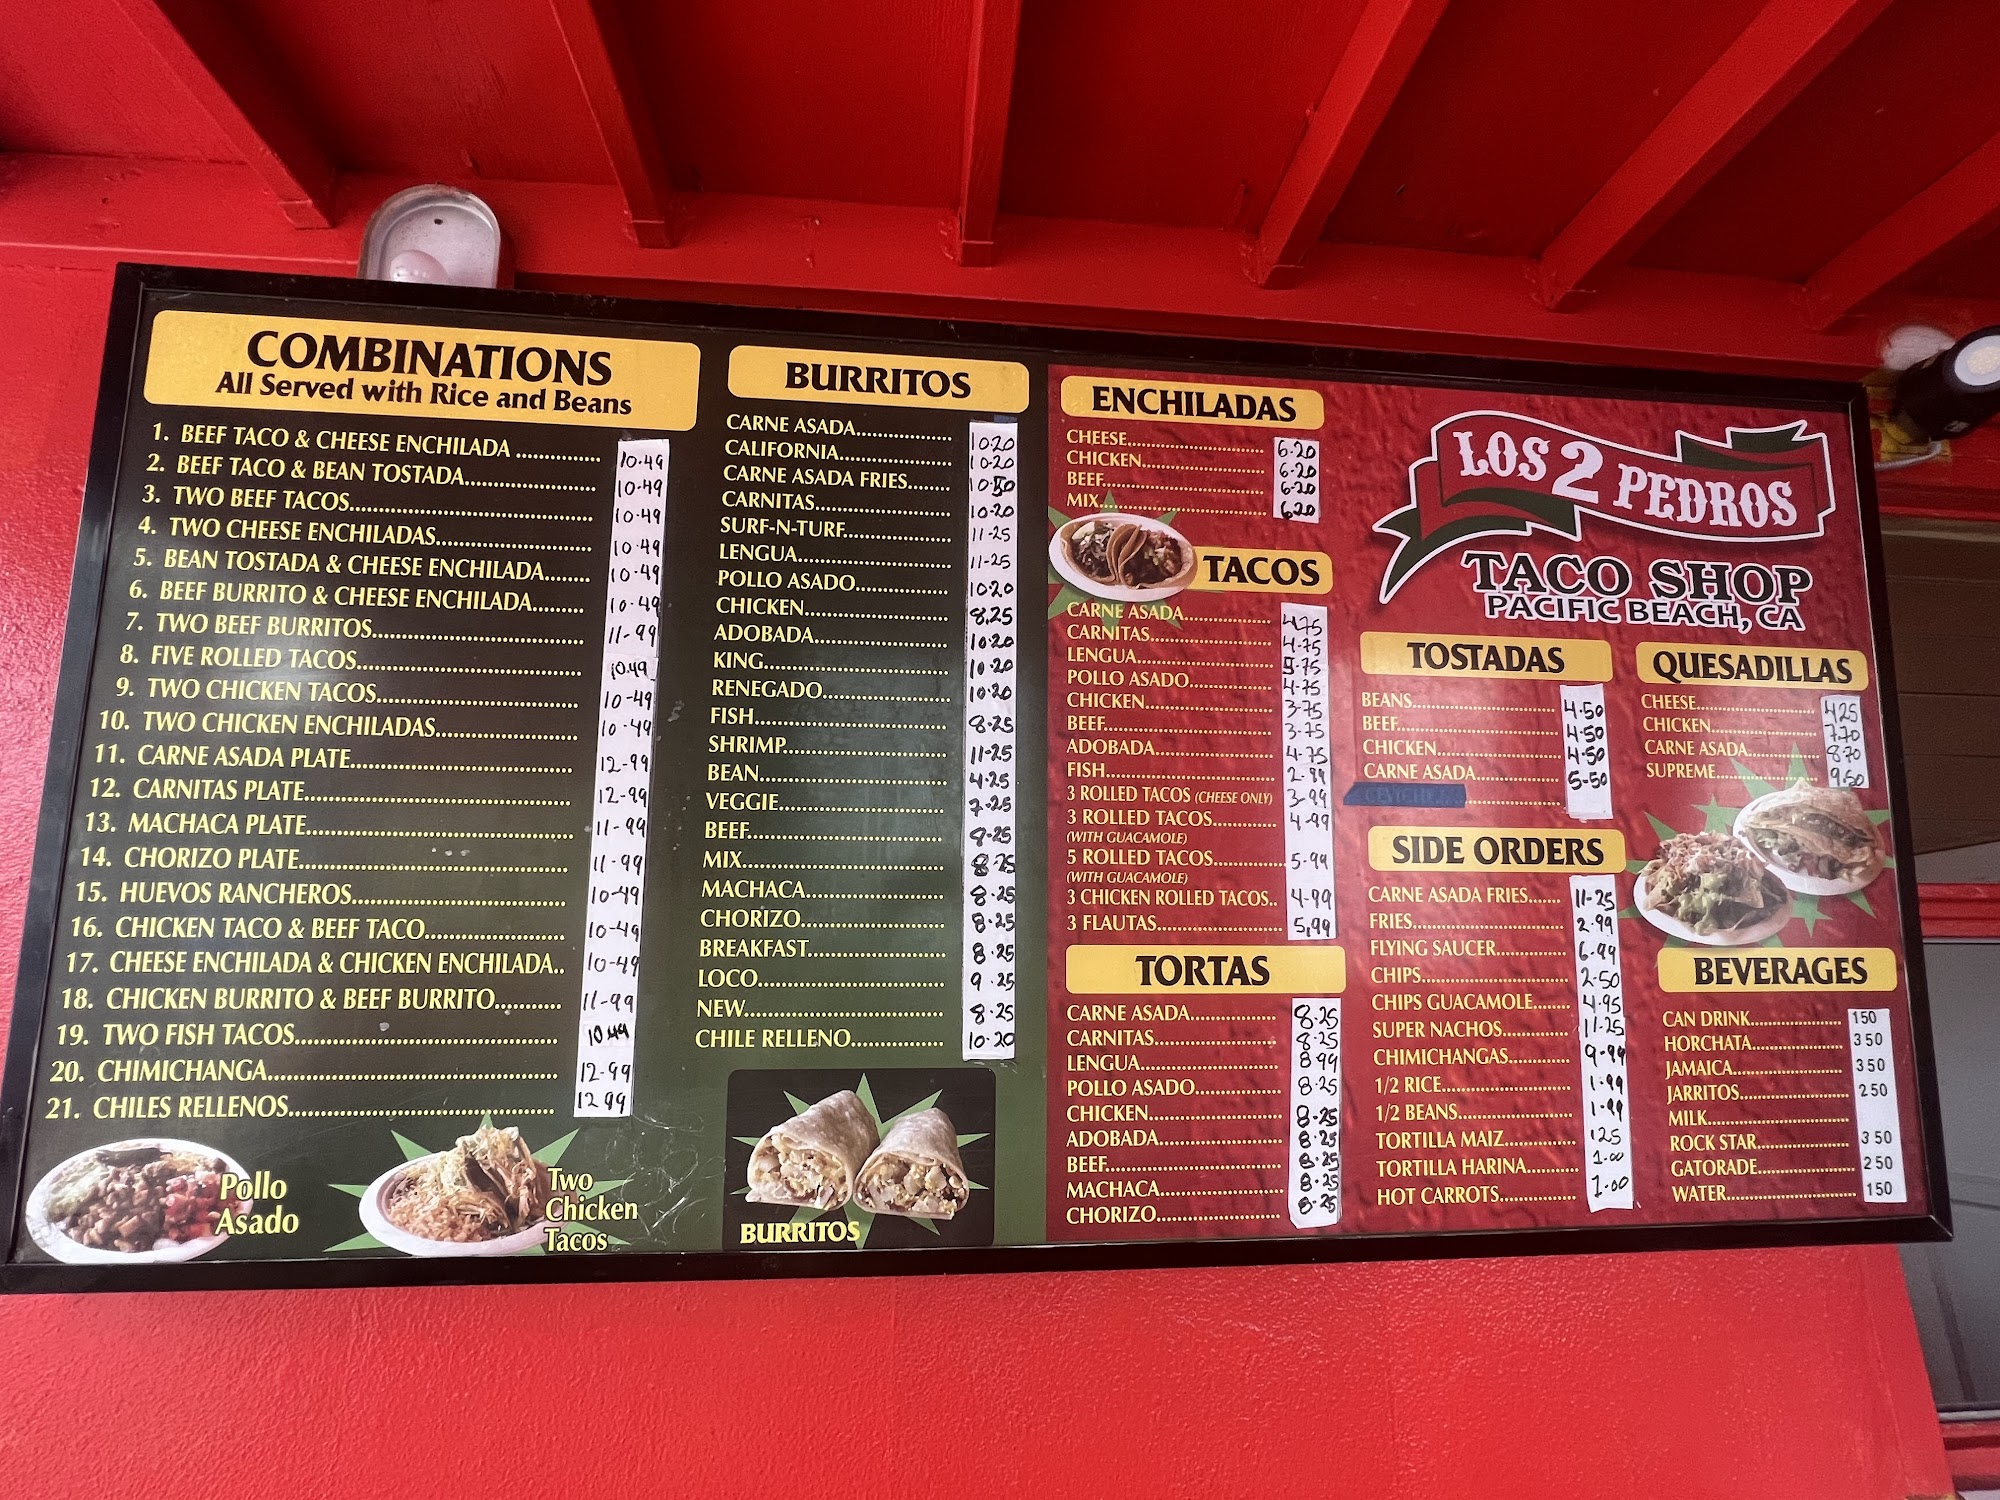 COMBINATIONS
All Served with Rice and Beans
1. BEEF TACO & CHEESE ENCHILADA .............. 10.49
2. BEEF TACO & BEAN TOSTADA...................... 10.49
3. TWO BEEF TACOS........................................ 10.49
4. TWO CHEESE ENCHILADAS......................... 10.49
5. BEAN TOSTADA & CHEESE ENCHILADA....... 10.49
6. BEEF BURRITO & CHEESE ENCHILADA......... 10.49
7. TWO BEEF BURRITOS................................... 11-99
8. FIVE ROLLED TACOS..................................... 10.49
9. TWO CHICKEN TACOS.................................. 10-49
10. TWO CHICKEN ENCHILADAS....................... 10-49
11. CARNE ASADA PLATE.................................... 12-99
12. CARNITAS PLATE........................................... 12-99
13. MACHACA PLATE........................................... 11-99
14. CHORIZO PLATE............................................ 11-99
15. HUEVOS RANCHEROS................................... 10-49
16. CHICKEN TACO & BEEF TACO...................... 10-49
17. CHEESE ENCHILADA & CHICKEN ENCHILADA.. 10-49
18. CHICKEN BURRITO & BEEF BURRITO........... 11-99
19. TWO FISH TACOS........................................... 10.49
20. CHIMICHANGA............................................... 12-99
21. CHILES RELLENOS........................................... 12 99
Pollo
Asado
Two
Chicken
Tacos
BURRITOS
CARNE ASADA.................. 10.20
CALIFORNIA..................... 10.20
CARNE ASADA FRIES....... 10.50
CARNITAS......................... 10.20
SURF-N-TURF.................... 11-25
LENGUA............................ 11-25
POLLO ASADO................. 10.20
CHICKEN.......................... 8.25
ADOBADA......................... 10.20
KING.................................. 10.20
RENEGADO....................... 10.20
FISH................................... 8.25
SHRIMP.............................. 11.25
BEAN.................................. 4.25
VEGGIE............................... 7.25
BEEF................................... 8.25
MIX.................................... 8.25
MACHACA......................... 8.25
CHORIZO........................... 8.25
BREAKFAST......................... 8.25
LOCO................................. 9.25
NEW................................... 8.25
CHILE RELLENO................. 10.20
BURRITOS
ENCHILADAS
CHEESE........................... 6.20
CHICKEN........................ 6.20
BEEF................................ 6.20
MIX................................. 6.20
TACOS
CARNE ASADA................ 4.75
CARNITAS....................... 4.75
LENGUA.......................... 5.75
POLLO ASADO................ 4.75
CHICKEN......................... 3.75
BEEF................................. 3.75
ADOBADA....................... 4.75
FISH................................. 2.99
3 ROLLED TACOS (CHEESE ONLY) 3.99
3 ROLLED TACOS............ 4.99
(WITH GUACAMOLE)
5 ROLLED TACOS............ 5.99
(WITH GUACAMOLE)
3 CHICKEN ROLLED TACOS.. 4.99
3 FLAUTAS...................... 5,99
TORTAS
CARNE ASADA................ 8.25
CARNITAS....................... 8.25
LENGUA.......................... 8 99
POLLO ASADO................ 8.25
CHICKEN......................... 8.25
ADOBADA....................... 8.25
BEEF................................. 8.25
MACHACA....................... 8.25
CHORIZO........................ 8.25
LOS 2 PEDROS
TACO SHOP
PACIFIC BEACH, CA
TOSTADAS
BEANS.......................... 4.50
BEEF............................. 4.50
CHICKEN...................... 4.50
CARNE ASADA............. 5-50
SIDE ORDERS
CARNE ASADA FRIES....... 11-25
FRIES............................... 2.99
FLYING SAUCER.............. 6.99
CHIPS.............................. 2.50
CHIPS GUACAMOLE....... 4.95
SUPER NACHOS............. 11.25
CHIMICHANGAS............ 9.99
1/2 RICE......................... 1.99
1/2 BEANS...................... 1.99
TORTILLA MAIZ.............. 125
TORTILLA HARINA.......... 1.00
HOT CARROTS................ 1.00
QUESADILLAS
CHEESE......................... 425
CHICKEN...................... 7.70
CARNE ASADA............. 8.70
SUPREME...................... 9.50
BEVERAGES
CAN DRINK.................. 150
HORCHATA................... 350
JAMAICA....................... 350
JARRITOS...................... 250
MILK.............................
ROCK STAR................... 350
GATORADE................... 250
WATER.......................... 150